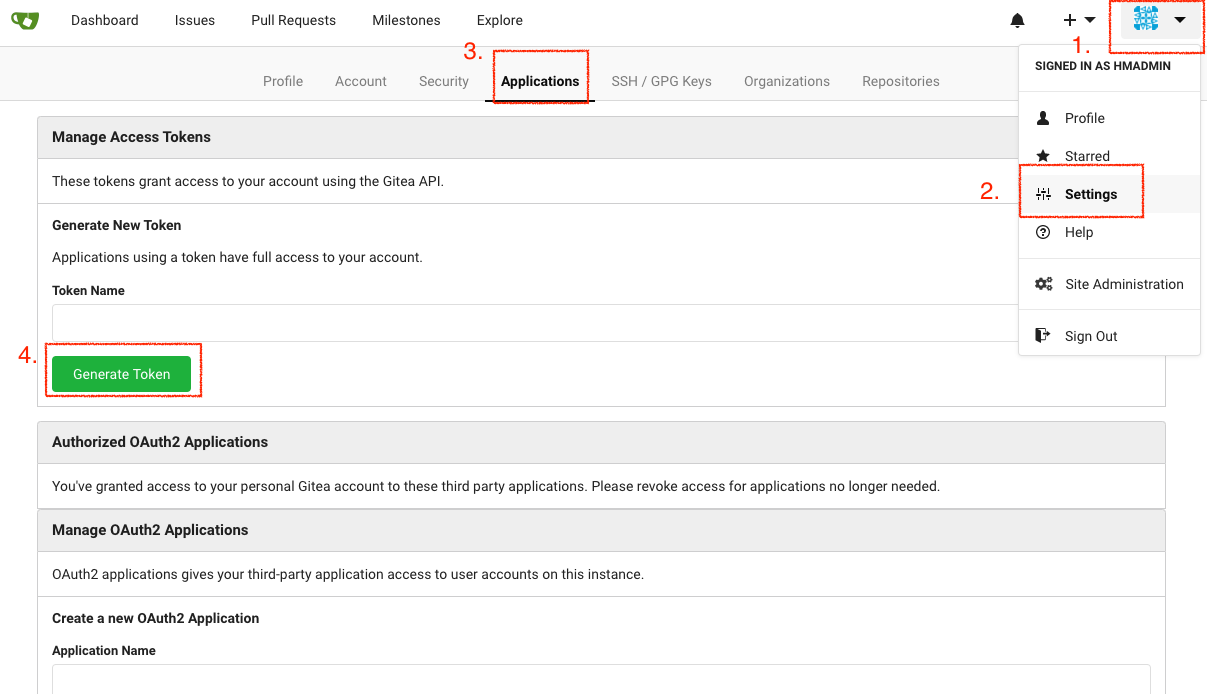 Dashboard Issues Pull Requests Milestones Explore
1.
SIGNED IN AS HMADMIN
Profile
Starred
2. Settings
Help
Site Administration
Sign Out
3.
Profile Account Security Applications SSH / GPG Keys Organizations Repositories
Manage Access Tokens
These tokens grant access to your account using the Gitea API.
Generate New Token
Applications using a token have full access to your account.
Token Name
4.
Generate Token
Authorized OAuth2 Applications
You've granted access to your personal Gitea account to these third party applications. Please revoke access for applications no longer needed.
Manage OAuth2 Applications
OAuth2 applications gives your third-party application access to user accounts on this instance.
Create a new OAuth2 Application
Application Name